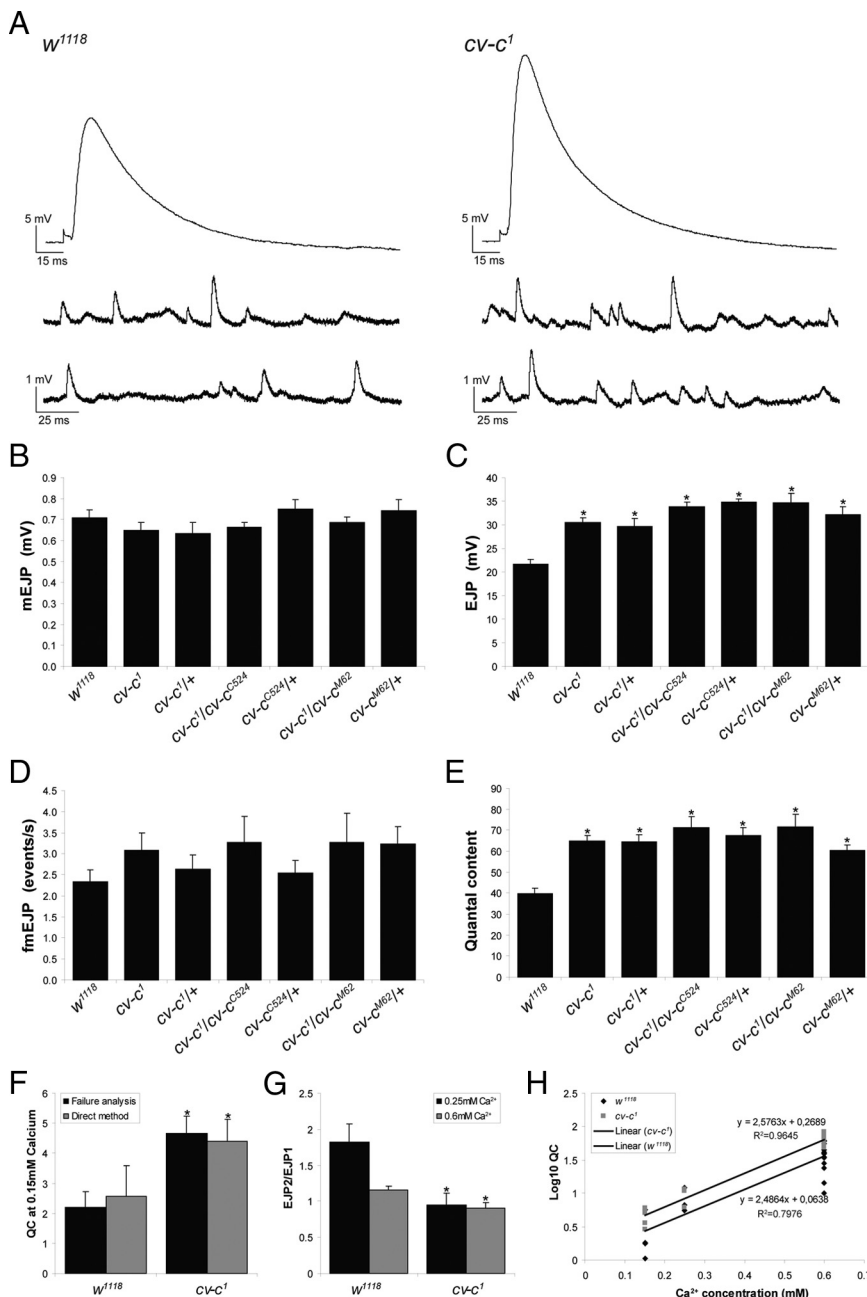 A
w¹¹¹⁸
cv-c¹
5 mV
15 ms
5 mV
15 ms
1 mV
25 ms
1 mV
25 ms
B
mEJP (mV)
0.9
0.8
0.7
0.6
0.5
0.4
0.3
0.2
0.1
0.0
w¹¹¹⁸
cv-c¹
cv-c¹/+
cv-c¹/cv-cᶜ⁵²⁴
cv-cᶜ⁵²⁴/+
cv-c¹/cv-cᴹ⁶²
cv-cᴹ⁶²/+
C
EJP (mV)
40
35
30
25
20
15
10
5
0
* * * * * *
w¹¹¹⁸
cv-c¹
cv-c¹/+
cv-c¹/cv-cᶜ⁵²⁴
cv-cᶜ⁵²⁴/+
cv-c¹/cv-cᴹ⁶²
cv-cᴹ⁶²/+
D
fmEJP (events/s)
4.5
4.0
3.5
3.0
2.5
2.0
1.5
1.0
0.5
0.0
w¹¹¹⁸
cv-c¹
cv-c¹/+
cv-c¹/cv-cᶜ⁵²⁴
cv-cᶜ⁵²⁴/+
cv-c¹/cv-cᴹ⁶²
cv-cᴹ⁶²/+
E
Quantal content
90
80
70
60
50
40
30
20
10
0
* * * * * *
w¹¹¹⁸
cv-c¹
cv-c¹/+
cv-c¹/cv-cᶜ⁵²⁴
cv-cᶜ⁵²⁴/+
cv-c¹/cv-cᴹ⁶²
cv-cᴹ⁶²/+
F
QC at 0.15mM Calcium
6
5
4
3
2
1
0
Failure analysis
Direct method
* *
w¹¹¹⁸
cv-c¹
G
EJP2/EJP1
2.5
2
1.5
1
0.5
0
0.25mM Ca²⁺
0.6mM Ca²⁺
* *
w¹¹¹⁸
cv-c¹
H
Log10 QC
2.5
2
1.5
1
0.5
0
w¹¹¹⁸
cv-c¹
Linear (cv-c¹)
Linear (w¹¹¹⁸)
y = 2,5763x + 0,2689
R²=0.9645
y = 2,4864x + 0,0638
R²=0.7976
0 0.1 0.2 0.3 0.4 0.5 0.6 0.7
Ca²⁺ concentration (mM)